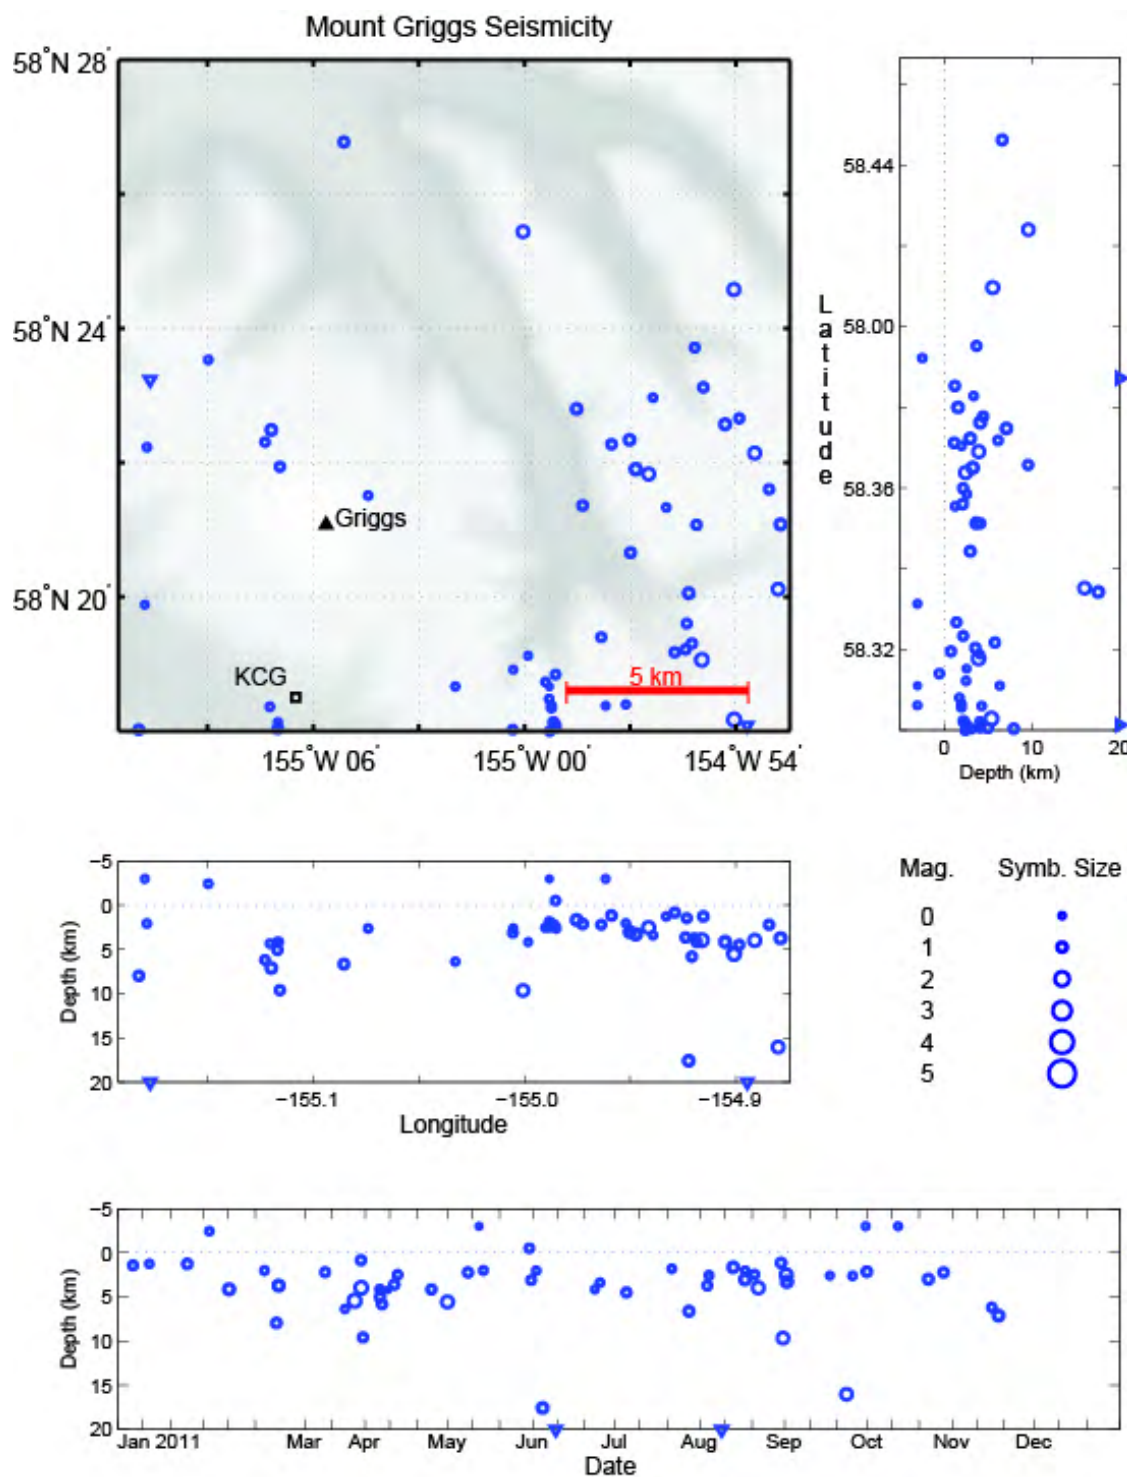 Mount Griggs Seismicity
58°N 28'
58°N 24'
58°N 20'
Griggs
KCG
5 km
155°W 06'
155°W 00'
154°W 54'
Latitude
58.44
58.00
58.36
58.32
0
10
20
Depth (km)
−5
0
5
10
15
20
Depth (km)
−155.1
−155.0
−154.9
Longitude
Mag.
Symb. Size
0
1
2
3
4
5
−5
0
5
10
15
20
Depth (km)
Jan 2011
Mar
Apr
May
Jun
Jul
Aug
Sep
Oct
Nov
Dec
Date